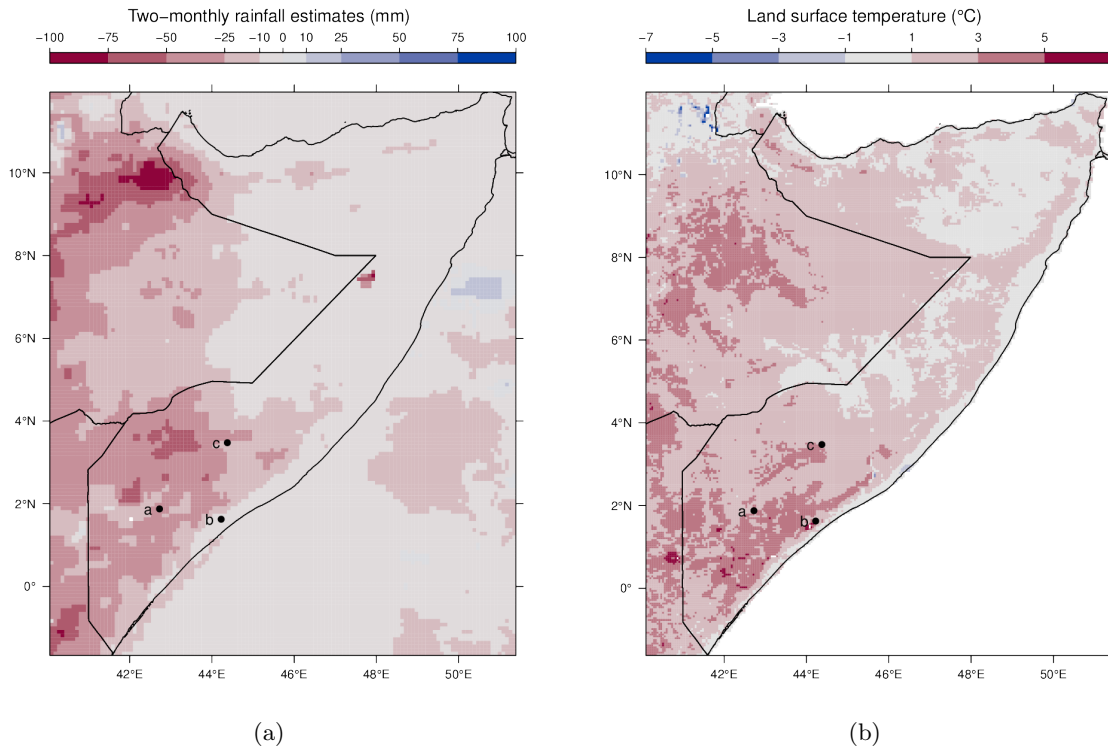 Two−monthly rainfall estimates (mm)
−100 −75 −50 −25 −10 0 10 25 40 50 75 100
10°N
8°N
6°N
4°N
2°N
0°
42°E 44°E 46°E 48°E 50°E
a
b
c
(a)
Land surface temperature (°C)
−7 −5 −3 −1 1 3 5 7
10°N
8°N
6°N
4°N
2°N
0°
42°E 44°E 46°E 48°E 50°E
a
b
c
(b)